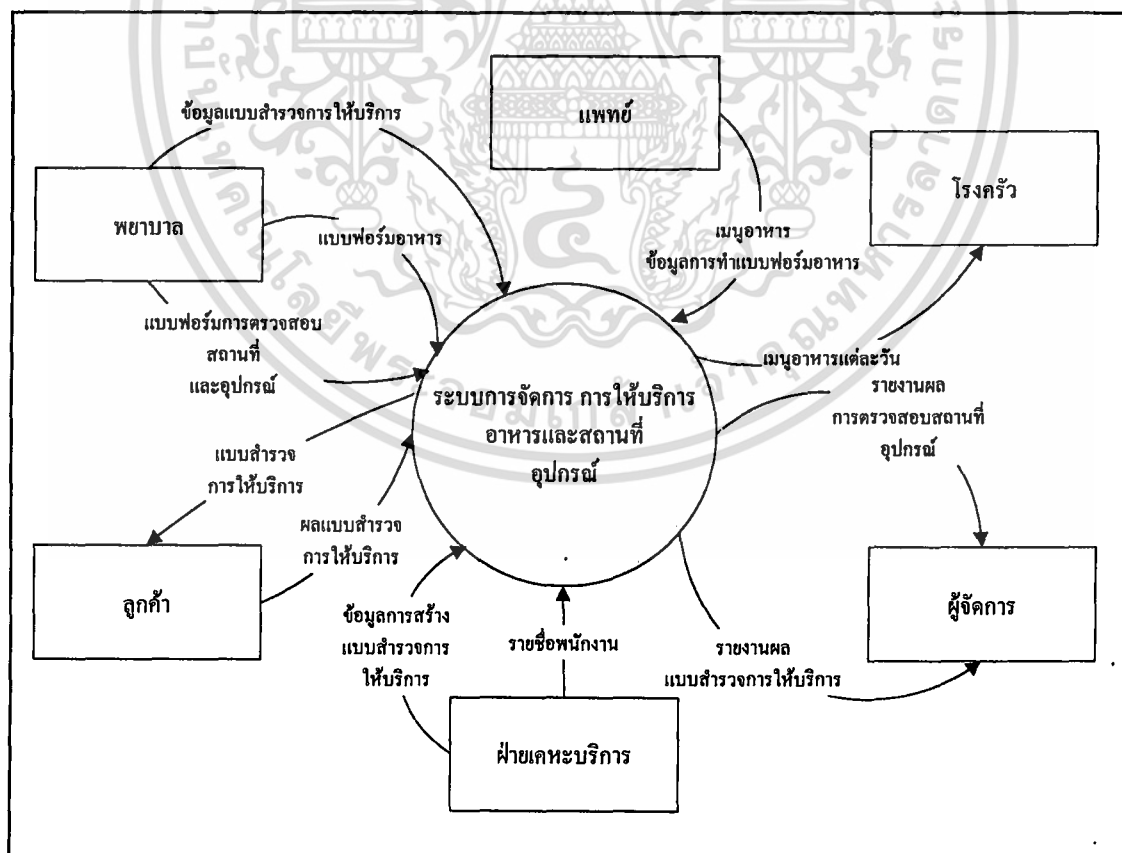 ข้อมูลแบบสำรวจการให้บริการ
แพทย์
โรงครัว
พยาบาล
แบบฟอร์มอาหาร
เมนูอาหาร
ข้อมูลการทำแบบฟอร์มอาหาร
แบบฟอร์มการตรวจสอบ
สถานที่
และอุปกรณ์
เมนูอาหารแต่ละวัน
ระบบการจัดการ การให้บริการ
อาหารและสถานที่
อุปกรณ์
รายงานผล
การตรวจสอบสถานที่
อุปกรณ์
แบบสำรวจ
การให้บริการ
ผลแบบสำรวจ
การให้บริการ
ลูกค้า
ผู้จัดการ
ข้อมูลการสร้าง
แบบสำรวจการ
ให้บริการ
รายชื่อพนักงาน
รายงานผล
แบบสำรวจการให้บริการ
ฝ่ายเคหะบริการ